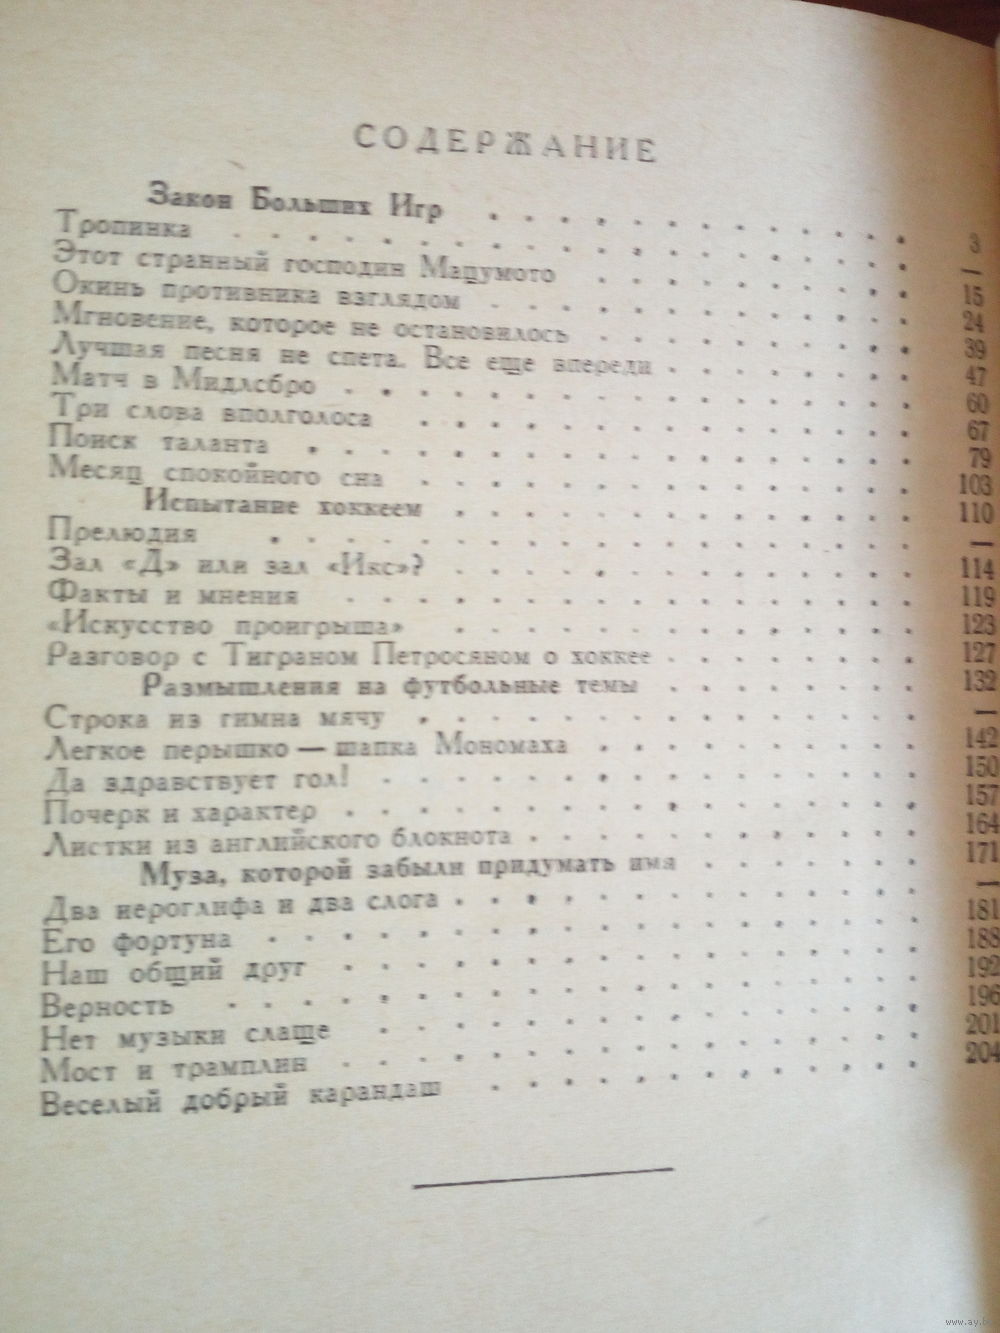 СОДЕРЖАНИЕ
Закон Больших Игр . . . . . . . . . . . . 3
Тропинка . . . . . . . . . . . . —
Этот странный господин Мацумото . . . . . . . . . 15
Окинь противника взглядом . . . . . . . . . . . . 24
Мгновение, которое не остановилось . . . . . . . . . 39
Лучшая песня не спета. Все еще впереди . . . . . . . 47
Матч в Мидлсбро . . . . . . . . . . . . 60
Три слова вполголоса . . . . . . . . . . . . 67
Поиск таланта . . . . . . . . . . . . 79
Месяц спокойного сна . . . . . . . . . . . . 103
Испытание хоккеем . . . . . . . . . . . . 110
Прелюдия . . . . . . . . . . . . —
Зал «Д» или зал «Икс»? . . . . . . . . . . . . 114
Факты и мнения . . . . . . . . . . . . 119
«Искусство проигрыша» . . . . . . . . . . . . 123
Разговор с Тиграном Петросяном о хоккее . . . . . . . 127
Размышления на футбольные темы . . . . . . . 132
Строка из гимна мячу . . . . . . . . . . . . —
Легкое перышко — шапка Мономаха . . . . . . . . . 142
Да здравствует гол! . . . . . . . . . . . . 150
Почерк и характер . . . . . . . . . . . . 157
Листки из английского блокнота . . . . . . . . . . . 164
Муза, которой забыли придумать имя . . . . . . 171
Два иероглифа и два слога . . . . . . . . . . . . —
Его фортуна . . . . . . . . . . . . 181
Наш общий друг . . . . . . . . . . . . 188
Верность . . . . . . . . . . . . 192
Нет музыки слаще . . . . . . . . . . . . 196
Мост и трамплин . . . . . . . . . . . . 201
Веселый добрый карандаш . . . . . . . . . . . . 204